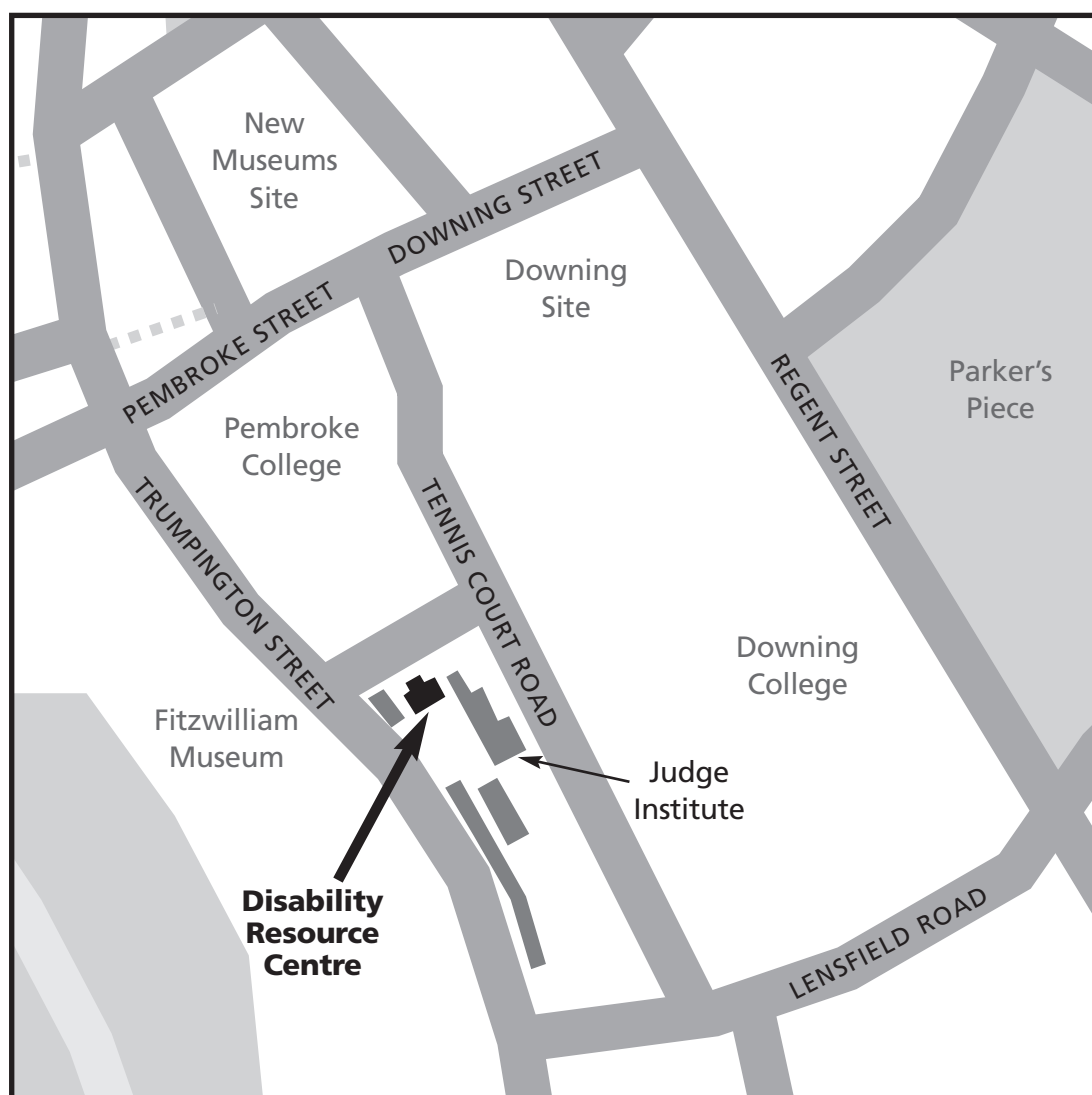 New
Museums
Site
DOWNING STREET
Downing
Site
PEMBROKE STREET
REGENT STREET
Parker's
Piece
Pembroke
College
TRUMPINGTON STREET
TENNIS COURT ROAD
Downing
College
Fitzwilliam
Museum
Judge
Institute
Disability
Resource
Centre
LENSFIELD ROAD